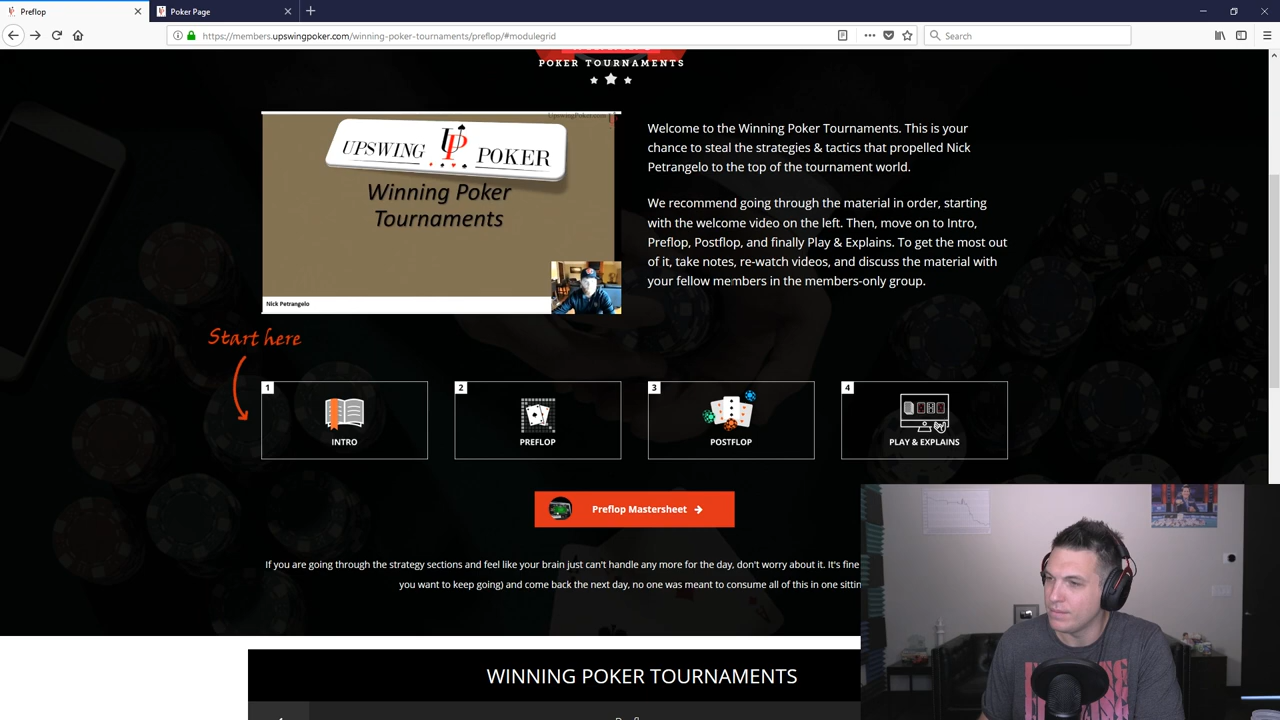 Preflop
Poker Page
https://members.upswingpoker.com/winning-poker-tournaments/preflop/#modulegrid
Search
POKER TOURNAMENTS
UpswingPoker.com
UPSWING UP POKER
Winning Poker
Tournaments
Nick Petrangelo
Welcome to the Winning Poker Tournaments. This is your
chance to steal the strategies & tactics that propelled Nick
Petrangelo to the top of the tournament world.
We recommend going through the material in order, starting
with the welcome video on the left. Then, move on to Intro,
Preflop, Postflop, and finally Play & Explains. To get the most out
of it, take notes, re-watch videos, and discuss the material with
your fellow members in the members-only group.
Start here
1
INTRO
2
PREFLOP
3
POSTFLOP
4
PLAY & EXPLAINS
Preflop Mastersheet
If you are going through the strategy sections and feel like your brain just can't handle any more for the day, don't worry about it. It's fine
you want to keep going) and come back the next day, no one was meant to consume all of this in one sittin
WINNING POKER TOURNAMENTS